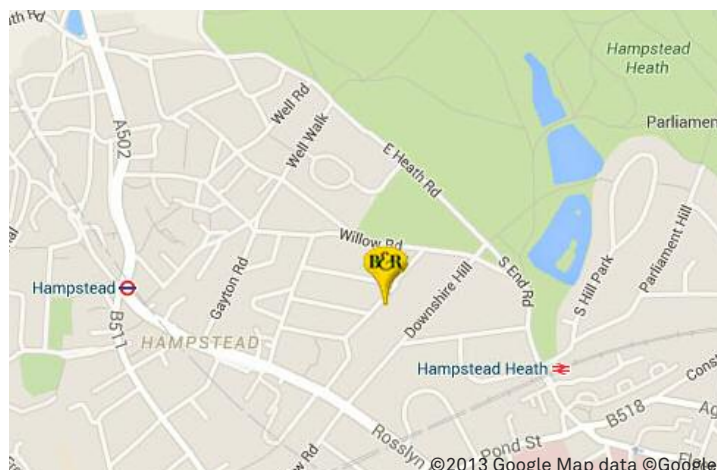 Hampstead
Heath
Parliamen
Well Rd
Well Walk
A502
E Heath Rd
Willow Rd
B&R
Gayton Rd
Downshire Hill
S End Rd
S Hill Park
Parliament Hill
Hampstead
B511
HAMPSTEAD
Hampstead Heath
Cons
B518
Rosslyn
Pond St
©2013 Google Map data ©Google